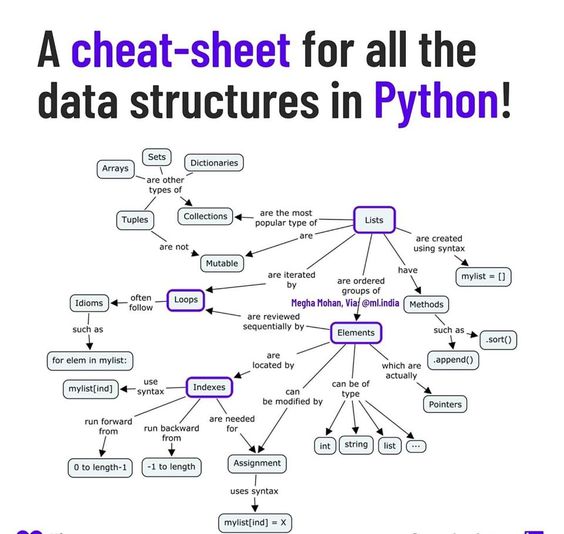 A cheat-sheet for all the
data structures in Python!
Sets
Arrays
Dictionaries
are other
types of
Tuples
Collections
are the most
popular type of
Lists
are
are not
Mutable
are created
using syntax
mylist = []
are iterated
by
are ordered
groups of
have
Megha Mohan, Via: @ml.india
Methods
Idioms
often
follow
Loops
are reviewed
sequentially by
Elements
such as
such as
.sort()
.append()
for elem in mylist:
are
located by
which are
actually
mylist[ind]
use
syntax
Indexes
can
be modified by
can be of
type
Pointers
run forward
from
run backward
from
are needed
for
int
string
list
...
0 to length-1
-1 to length
Assignment
uses syntax
mylist[ind] = X